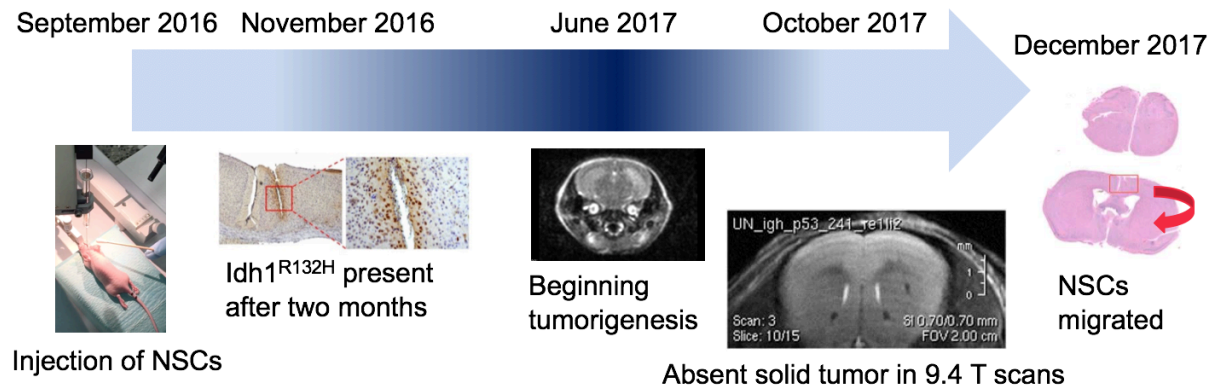 September 2016
November 2016
June 2017
October 2017
December 2017
Idh1R132H present
after two months
Injection of NSCs
Beginning
tumorigenesis
UN_igh_p53_241_re1li2
mm
1
0
Scan: 3
Slice: 10/15
SI 0.70/0.70 mm
FOV 2.00 cm
Absent solid tumor in 9.4 T scans
NSCs
migrated